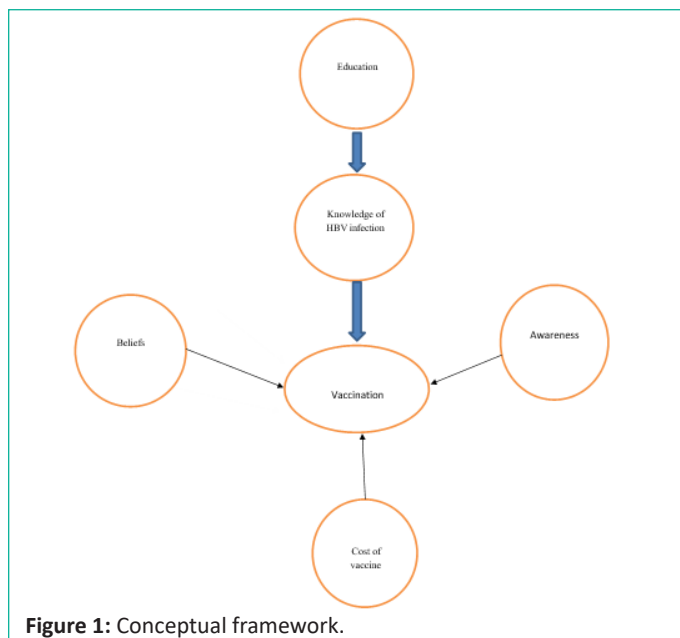 Education
Knowledge of
HBV infection
Beliefs
Awareness
Vaccination
Cost of
vaccine
Figure 1: Conceptual framework.